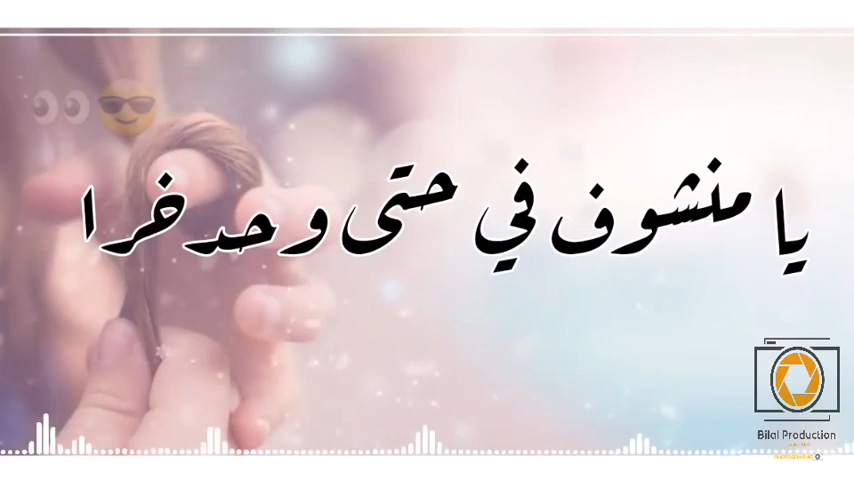 يا منشوف في حتى وحد خرا
Bilal Production